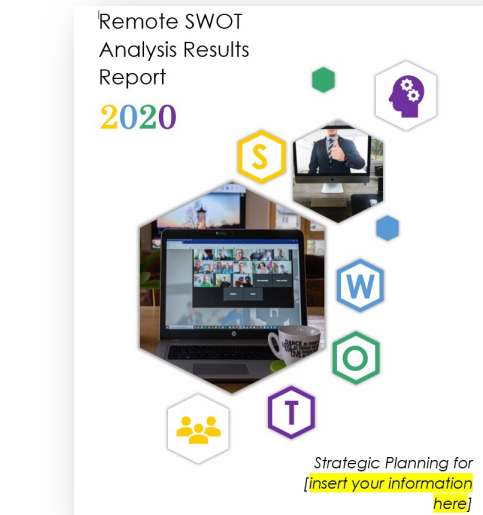 Remote SWOT
Analysis Results
Report
2020
S
W
O
T
Strategic Planning for
[insert your information
here]